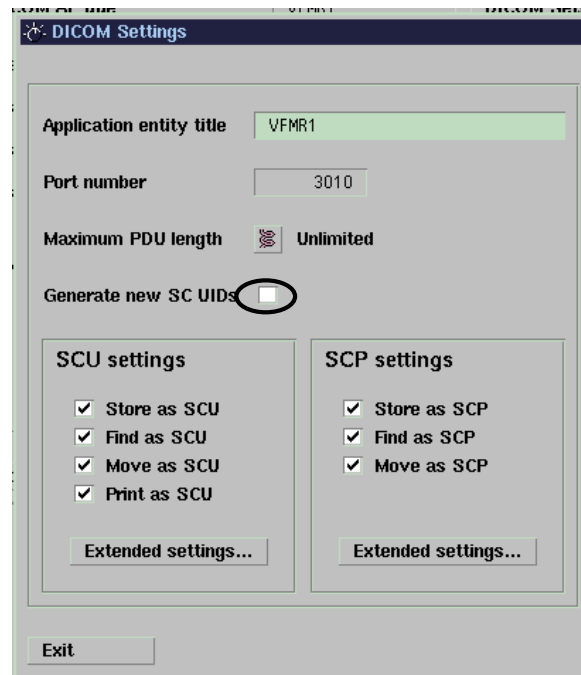 DICOM Settings
Application entity title VFMR1
Port number 3010
Maximum PDU length Unlimited
Generate new SC UIDs
SCU settings
Store as SCU
Find as SCU
Move as SCU
Print as SCU
Extended settings...
SCP settings
Store as SCP
Find as SCP
Move as SCP
Extended settings...
Exit